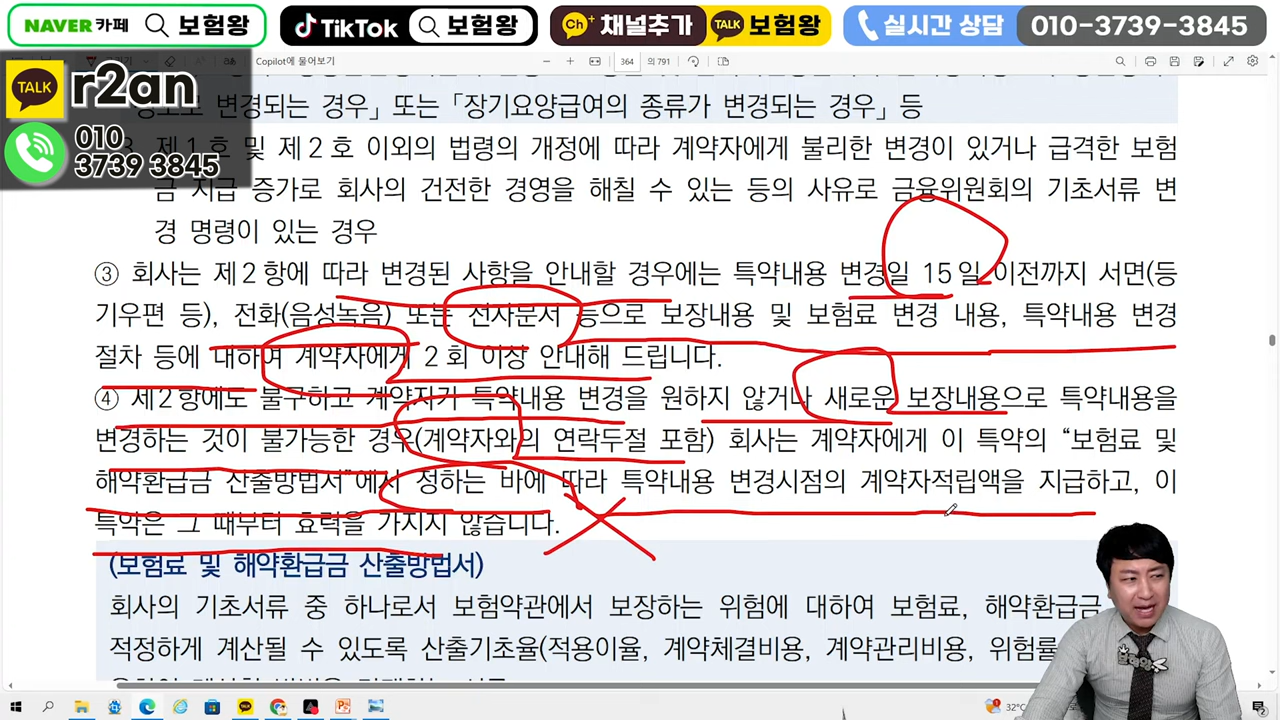 NAVER 카페 보험왕
TikTok 보험왕
Ch+ 채널추가 TALK 보험왕
실시간 상담 010-3739-3845
TALK r2an
010
3739 3845
Copilot에 물어보기
364 의 791
변경되는 경우」 또는 「장기요양급여의 종류가 변경되는 경우」 등
제1호 및 제2호 이외의 법령의 개정에 따라 계약자에게 불리한 변경이 있거나 급격한 보험
금 지급 증가로 회사의 건전한 경영을 해칠 수 있는 등의 사유로 금융위원회의 기초서류 변
경 명령이 있는 경우
③ 회사는 제2항에 따라 변경된 사항을 안내할 경우에는 특약내용 변경일 15일 이전까지 서면(등
기우편 등), 전화(음성녹음) 또는 전자문서 등으로 보장내용 및 보험료 변경 내용, 특약내용 변경
절차 등에 대하여 계약자에게 2회 이상 안내해 드립니다.
④ 제2항에도 불구하고 계약자가 특약내용 변경을 원하지 않거나 새로운 보장내용으로 특약내용을
변경하는 것이 불가능한 경우(계약자와의 연락두절 포함) 회사는 계약자에게 이 특약의 “보험료 및
해약환급금 산출방법서”에서 정하는 바에 따라 특약내용 변경시점의 계약자적립액을 지급하고, 이
특약은 그 때부터 효력을 가지지 않습니다.
(보험료 및 해약환급금 산출방법서)
회사의 기초서류 중 하나로서 보험약관에서 보장하는 위험에 대하여 보험료, 해약환급금
적정하게 계산될 수 있도록 산출기초율(적용이율, 계약체결비용, 계약관리비용, 위험률
보험왕
32°C